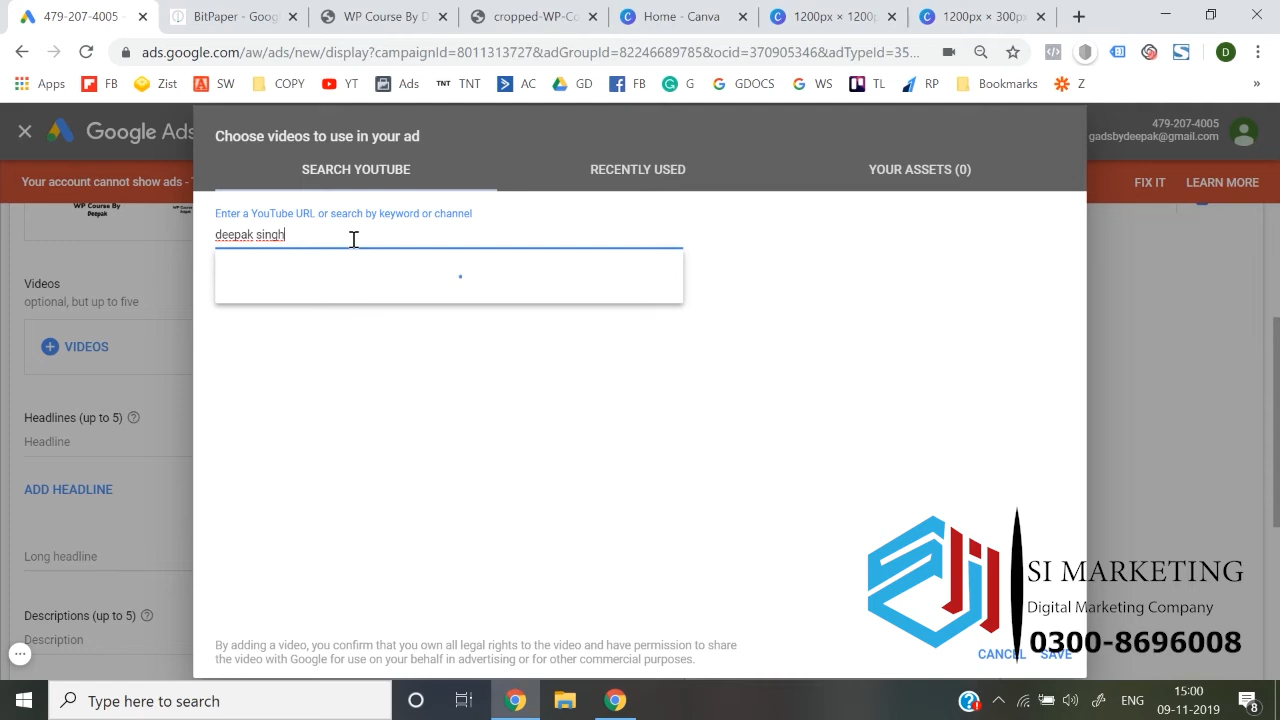 479-207-4005
BitPaper - Videos
WP Course By D
cropped-WP-Co
Home - Canva
1200px × 1200p
1200px × 300p
ads.google.com/aw/ads/new/display?campaignId=8011313727&adGroupId=82246689785&ocid=370905346&adTypeId=35...
D
Apps
FB
Zist
SW
COPY
YT
Ads
TNT TNT
AC
GD
FB
G
GDOCS
WS
TL
RP
Bookmarks
Z
»
Google Ads
479-207-4005
gadsbydeepak@gmail.com
Your account cannot show ads -
FIX IT
LEARN MORE
Choose videos to use in your ad
SEARCH YOUTUBE
RECENTLY USED
YOUR ASSETS (0)
Enter a YouTube URL or search by keyword or channel
deepak singh
WP Course By
Deepak
Videos
optional, but up to five
VIDEOS
Headlines (up to 5)
Headline
ADD HEADLINE
Long headline
Descriptions (up to 5)
Description
By adding a video, you confirm that you own all legal rights to the video and have permission to share
the video with Google for use on your behalf in advertising or for other commercial purposes.
CANCEL
SAVE
SI MARKETING
Digital Marketing Company
0300-8696008
Type here to search
ENG
15:00
09-11-2019
8